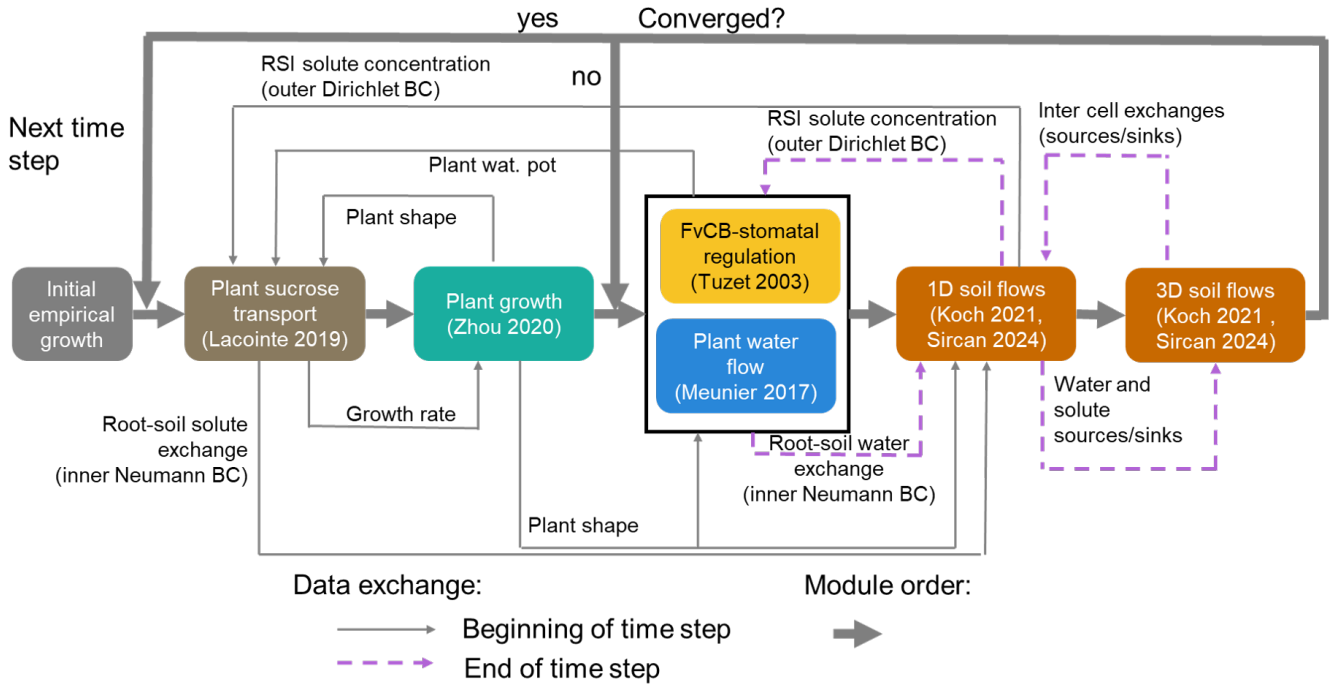 yes
Converged?
RSI solute concentration
(outer Dirichlet BC)
no
Next time
step
RSI solute concentration
(outer Dirichlet BC)
Inter cell exchanges
(sources/sinks)
Plant wat. pot
Plant shape
FvCB-stomatal
regulation
(Tuzet 2003)
Initial
empirical
growth
Plant sucrose
transport
(Lacointe 2019)
Plant growth
(Zhou 2020)
1D soil flows
(Koch 2021,
Sircan 2024)
3D soil flows
(Koch 2021 ,
Sircan 2024)
Plant water
flow
(Meunier 2017)
Growth rate
Root-soil solute
exchange
(inner Neumann BC)
Water and
solute
sources/sinks
Root-soil water
exchange
(inner Neumann BC)
Plant shape
Data exchange:
Module order:
Beginning of time step
End of time step